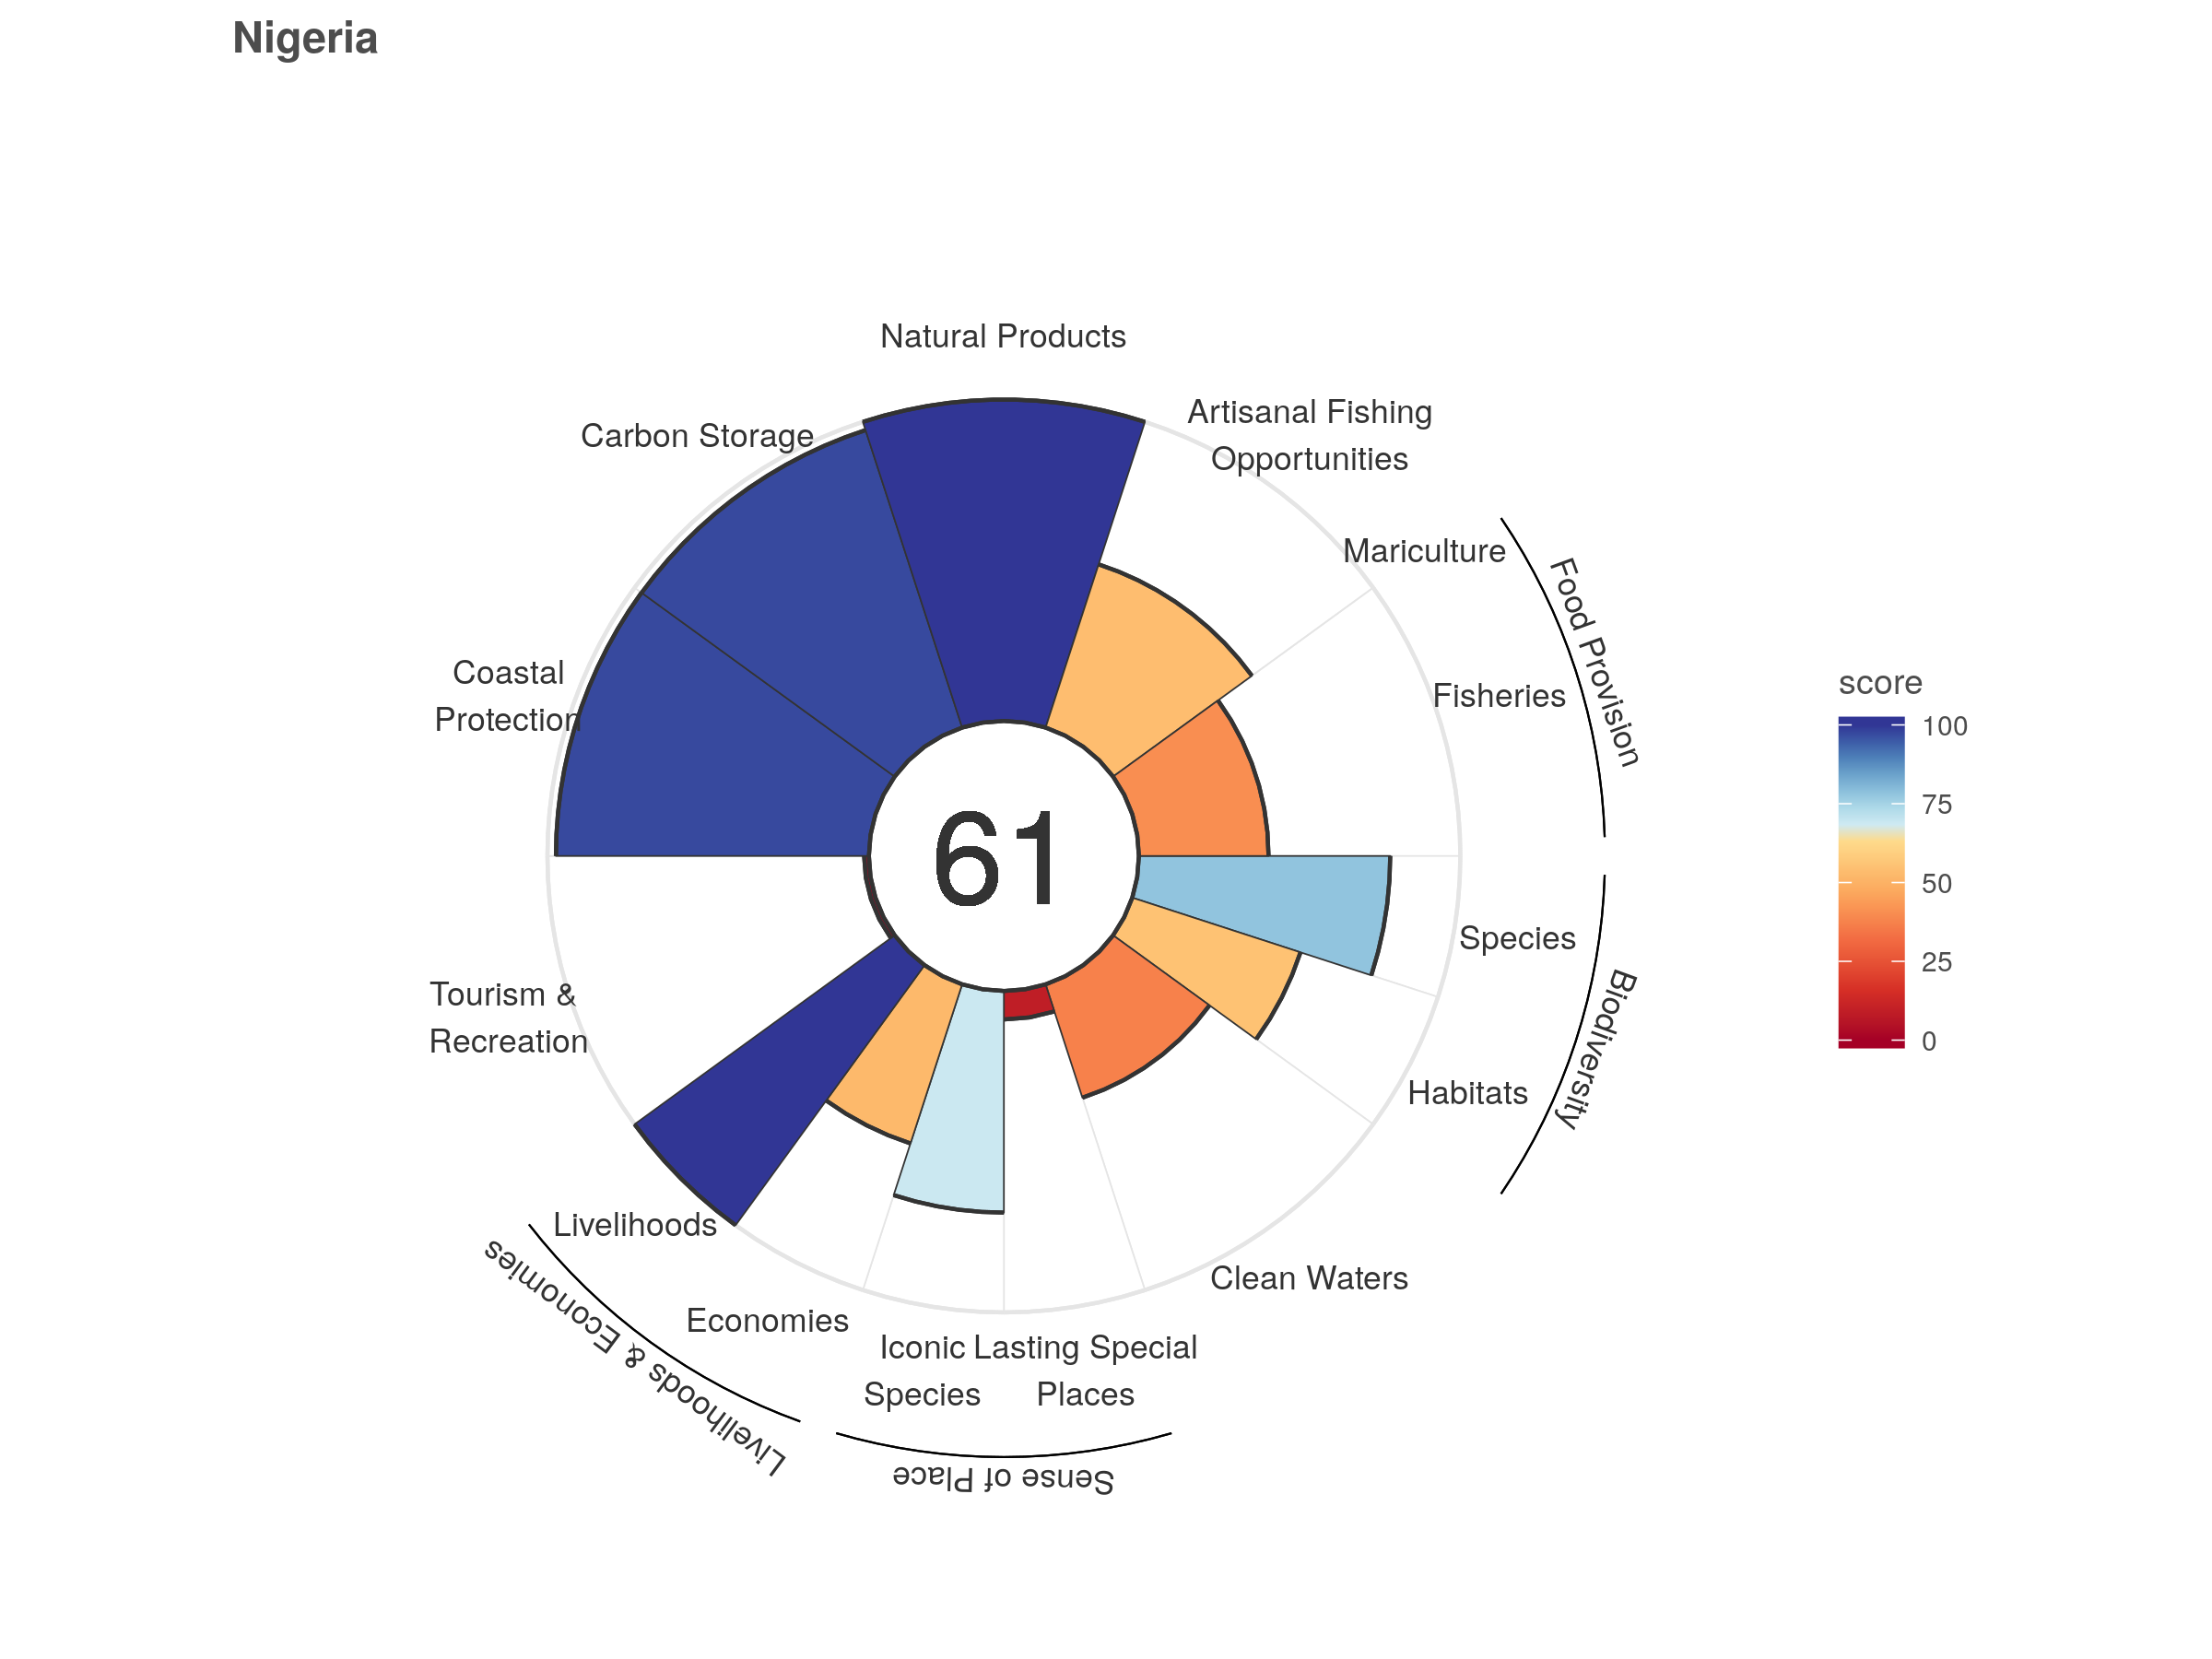 Nigeria
Natural Products
Artisanal Fishing
Opportunities
Carbon Storage
Mariculture
Food Provision
Fisheries
Coastal
Protection
score
100
75
50
25
0
61
Species
Biodiversity
Habitats
Tourism &
Recreation
Livelihoods
Clean Waters
Economies
Livelihoods & Economies
Iconic
Species
Lasting Special
Places
Sense of Place